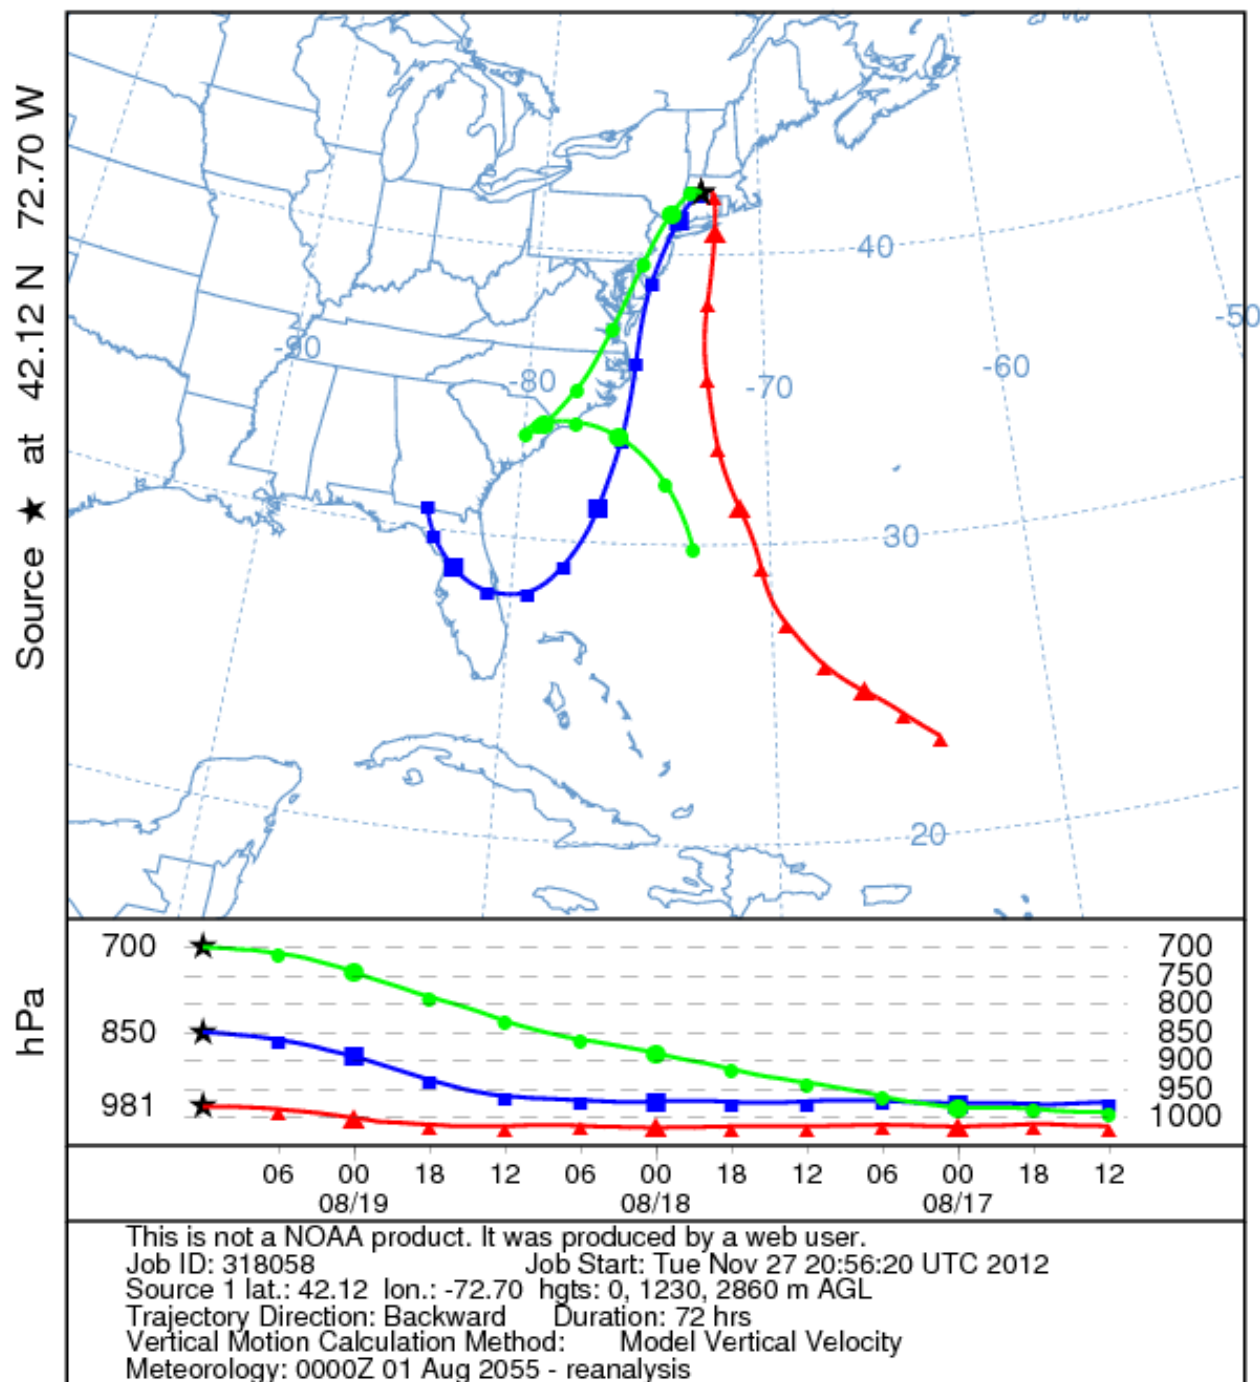 Source ★ at 42.12 N 72.70 W
40
-50
-90
-80
-70
-60
30
20
hPa
700 700
750
800
850 850
900
950
981 1000
06 00 18 12 06 00 18 12 06 00 18 12
08/19 08/18 08/17
This is not a NOAA product. It was produced by a web user.
Job ID: 318058 Job Start: Tue Nov 27 20:56:20 UTC 2012
Source 1 lat.: 42.12 lon.: -72.70 hgts: 0, 1230, 2860 m AGL
Trajectory Direction: Backward Duration: 72 hrs
Vertical Motion Calculation Method: Model Vertical Velocity
Meteorology: 0000Z 01 Aug 2055 - reanalysis